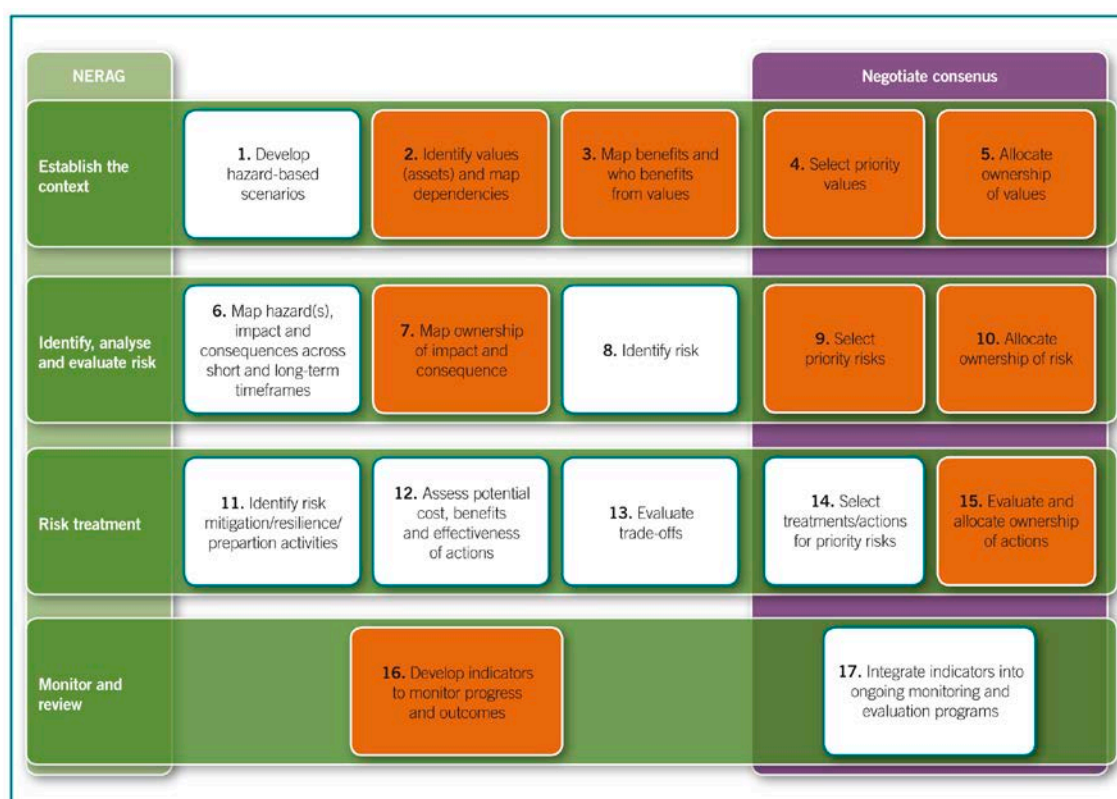 NERAG
Negotiate consenus
Establish the
context
1. Develop
hazard-based
scenarios
2. Identify values
(assets) and map
dependencies
3. Map benefits and
who benefits
from values
4. Select priority
values
5. Allocate
ownership
of values
Identify, analyse
and evaluate risk
6. Map hazard(s),
impact and
consequences across
short and long-term
timeframes
7. Map ownership
of impact and
consequence
8. Identify risk
9. Select
priority risks
10. Allocate
ownership of risk
Risk treatment
11. Identify risk
mitigation/resilience/
prepartion activities
12. Assess potential
cost, benefits
and effectiveness
of actions
13. Evaluate
trade-offs
14. Select
treatments/actions
for priority risks
15. Evaluate and
allocate ownership
of actions
Monitor and
review
16. Develop indicators
to monitor progress
and outcomes
17. Integrate indicators into
ongoing monitoring and
evaluation programs